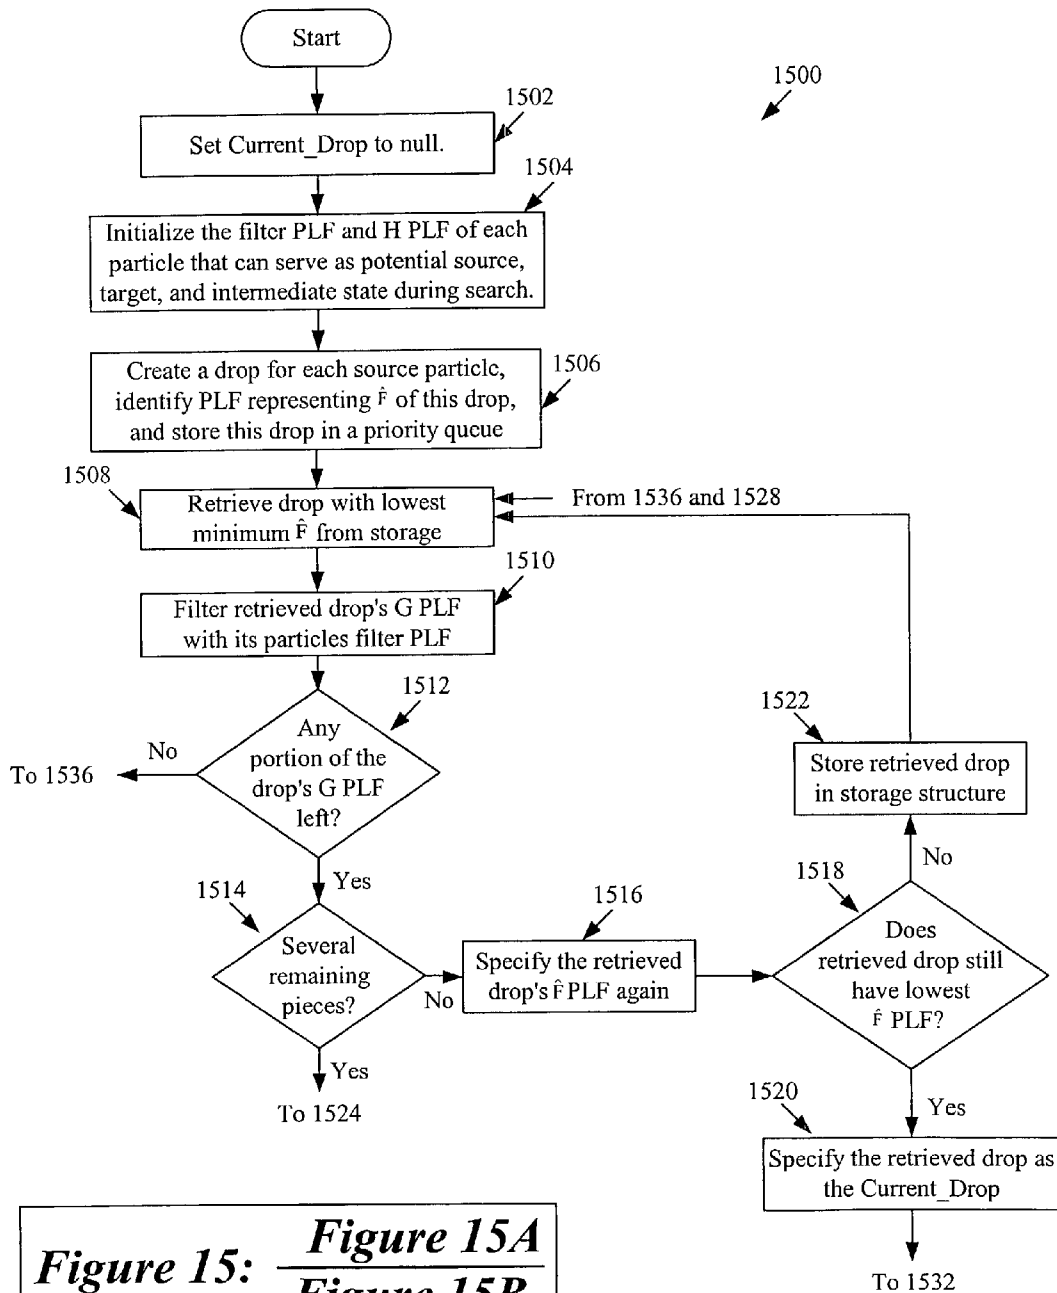 Start
1500
1502
Set Current_Drop to null.
1504
Initialize the filter PLF and H PLF of each
particle that can serve as potential source,
target, and intermediate state during search.
Create a drop for each source particle,
identify PLF representing F̂ of this drop,
and store this drop in a priority queue
1506
1508
Retrieve drop with lowest
minimum F̂ from storage
From 1536 and 1528
1510
Filter retrieved drop's G PLF
with its particles filter PLF
1512
Any
portion of the
drop's G PLF
left?
No
To 1536
Yes
1522
Store retrieved drop
in storage structure
No
1514
Several
remaining
pieces?
No
Yes
To 1524
1516
Specify the retrieved
drop's F̂ PLF again
1518
Does
retrieved drop still
have lowest
F̂ PLF?
Yes
1520
Specify the retrieved drop as
the Current_Drop
To 1532
Figure 15:
Figure 15A
Figure 15B